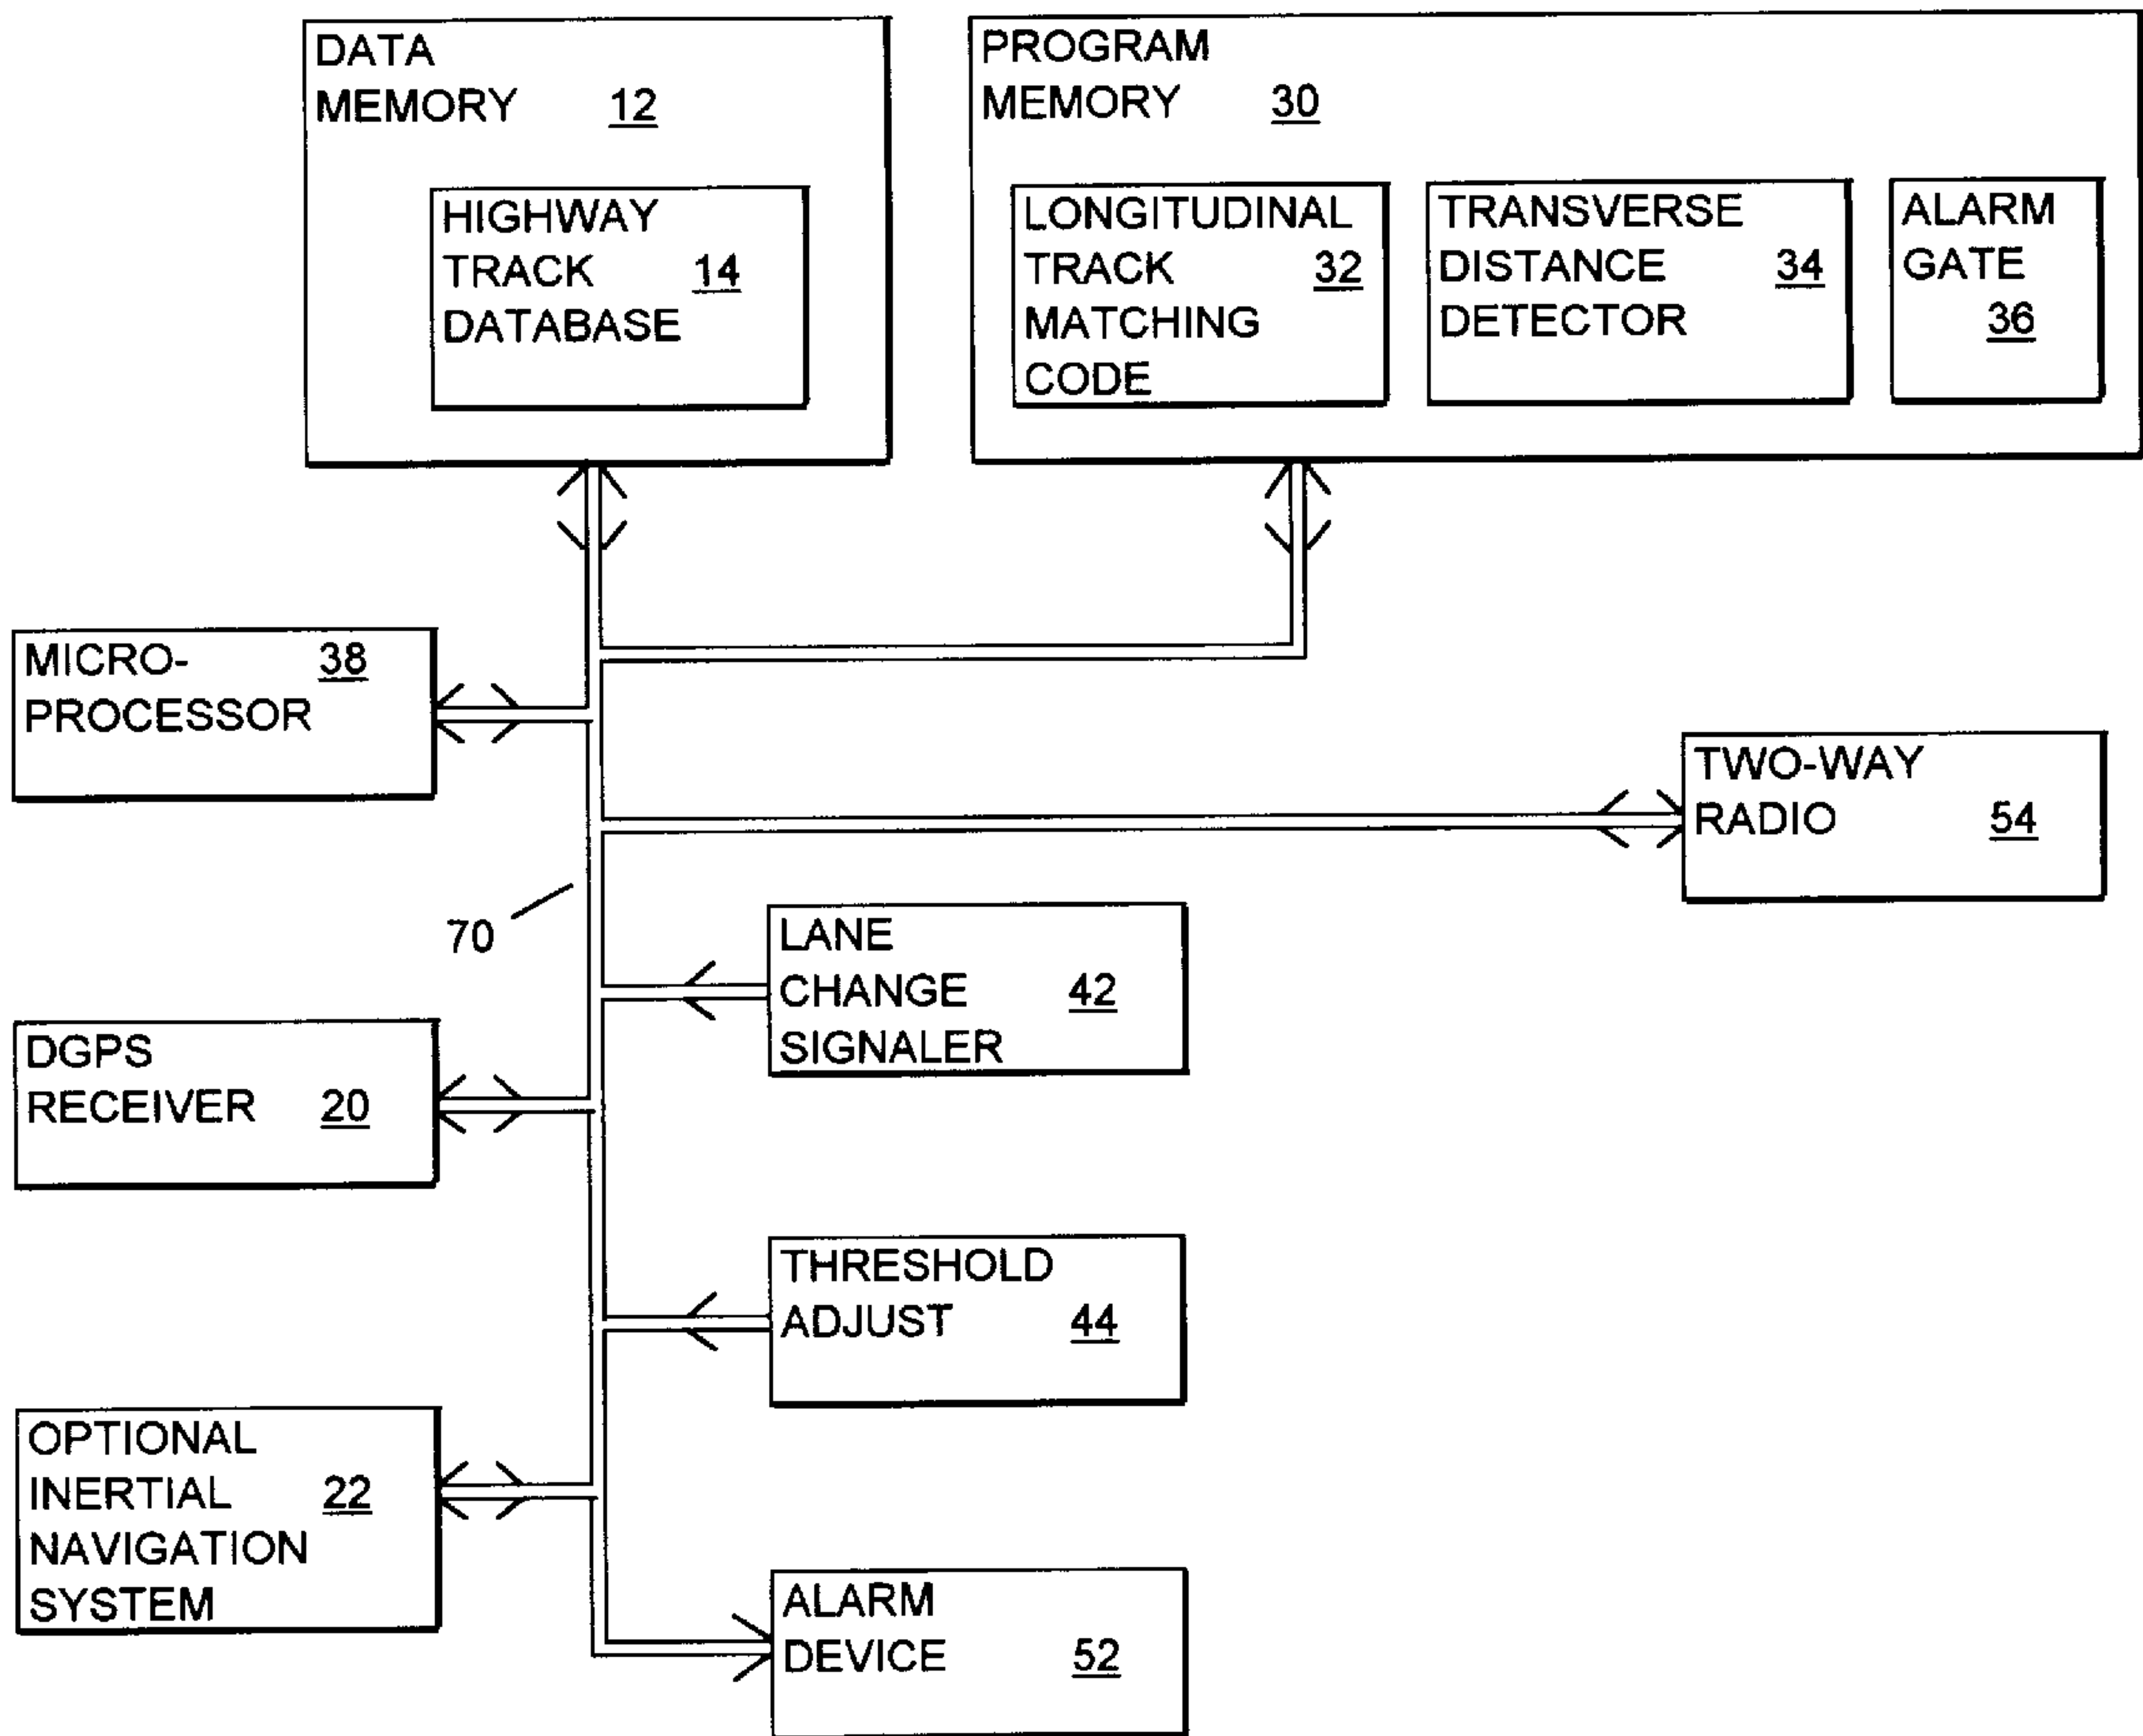 DATA
MEMORY 12
HIGHWAY
TRACK 14
DATABASE
PROGRAM
MEMORY 30
LONGITUDINAL
TRACK 32
MATCHING
CODE
TRANSVERSE
DISTANCE 34
DETECTOR
ALARM
GATE
36
MICRO- 38
PROCESSOR
TWO-WAY
RADIO 54
70
LANE
CHANGE 42
SIGNALER
DGPS
RECEIVER 20
THRESHOLD
ADJUST 44
OPTIONAL
INERTIAL 22
NAVIGATION
SYSTEM
ALARM
DEVICE 52